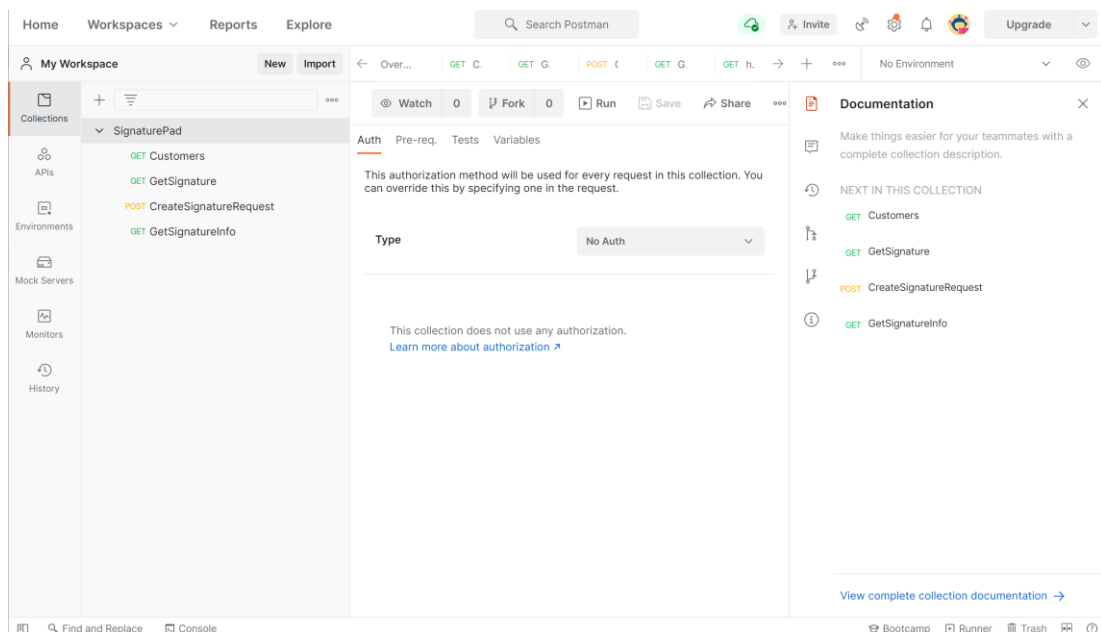 Home Workspaces Reports Explore Search Postman Invite Upgrade
My Workspace New Import Over... GET C. GET G. POST ( GET G. GET h. No Environment
Collections
APIs
Environments
Mock Servers
Monitors
History
SignaturePad
GET Customers
GET GetSignature
POST CreateSignatureRequest
GET GetSignatureInfo
Watch 0 Fork 0 Run Save Share
Auth Pre-req. Tests Variables
This authorization method will be used for every request in this collection. You
can override this by specifying one in the request.
Type No Auth
This collection does not use any authorization.
Learn more about authorization ↗
Documentation
Make things easier for your teammates with a
complete collection description.
NEXT IN THIS COLLECTION
GET Customers
GET GetSignature
POST CreateSignatureRequest
GET GetSignatureInfo
View complete collection documentation →
Find and Replace Console Bootcamp Runner Trash